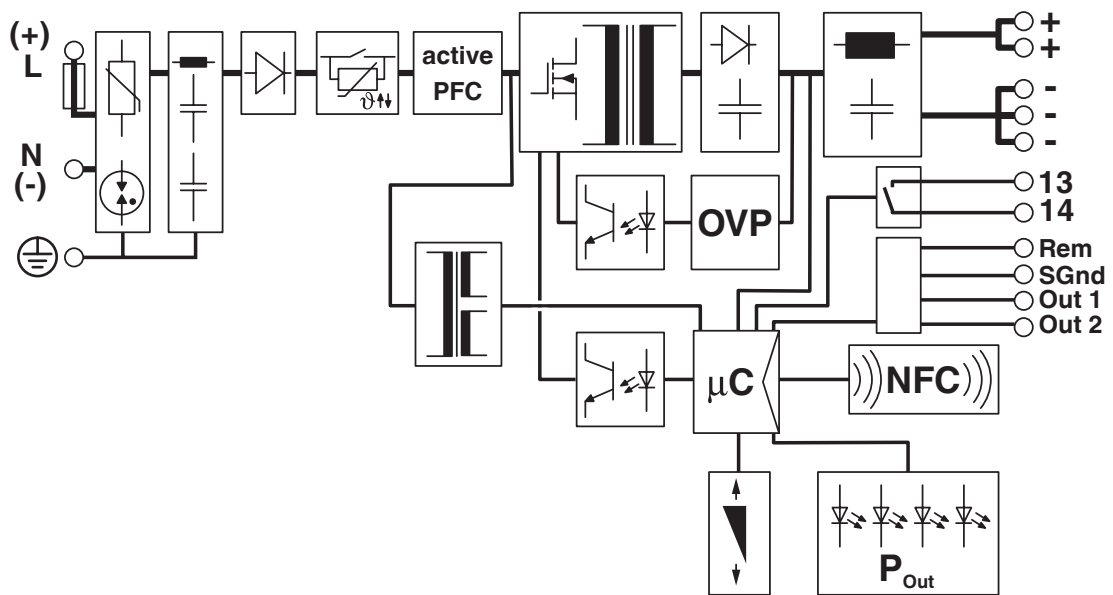 (+)
L
N
(-)
ϑ
active
PFC
+
+
-
-
-
13
14
OVP
Rem
SGnd
Out 1
Out 2
µC
NFC
P Out